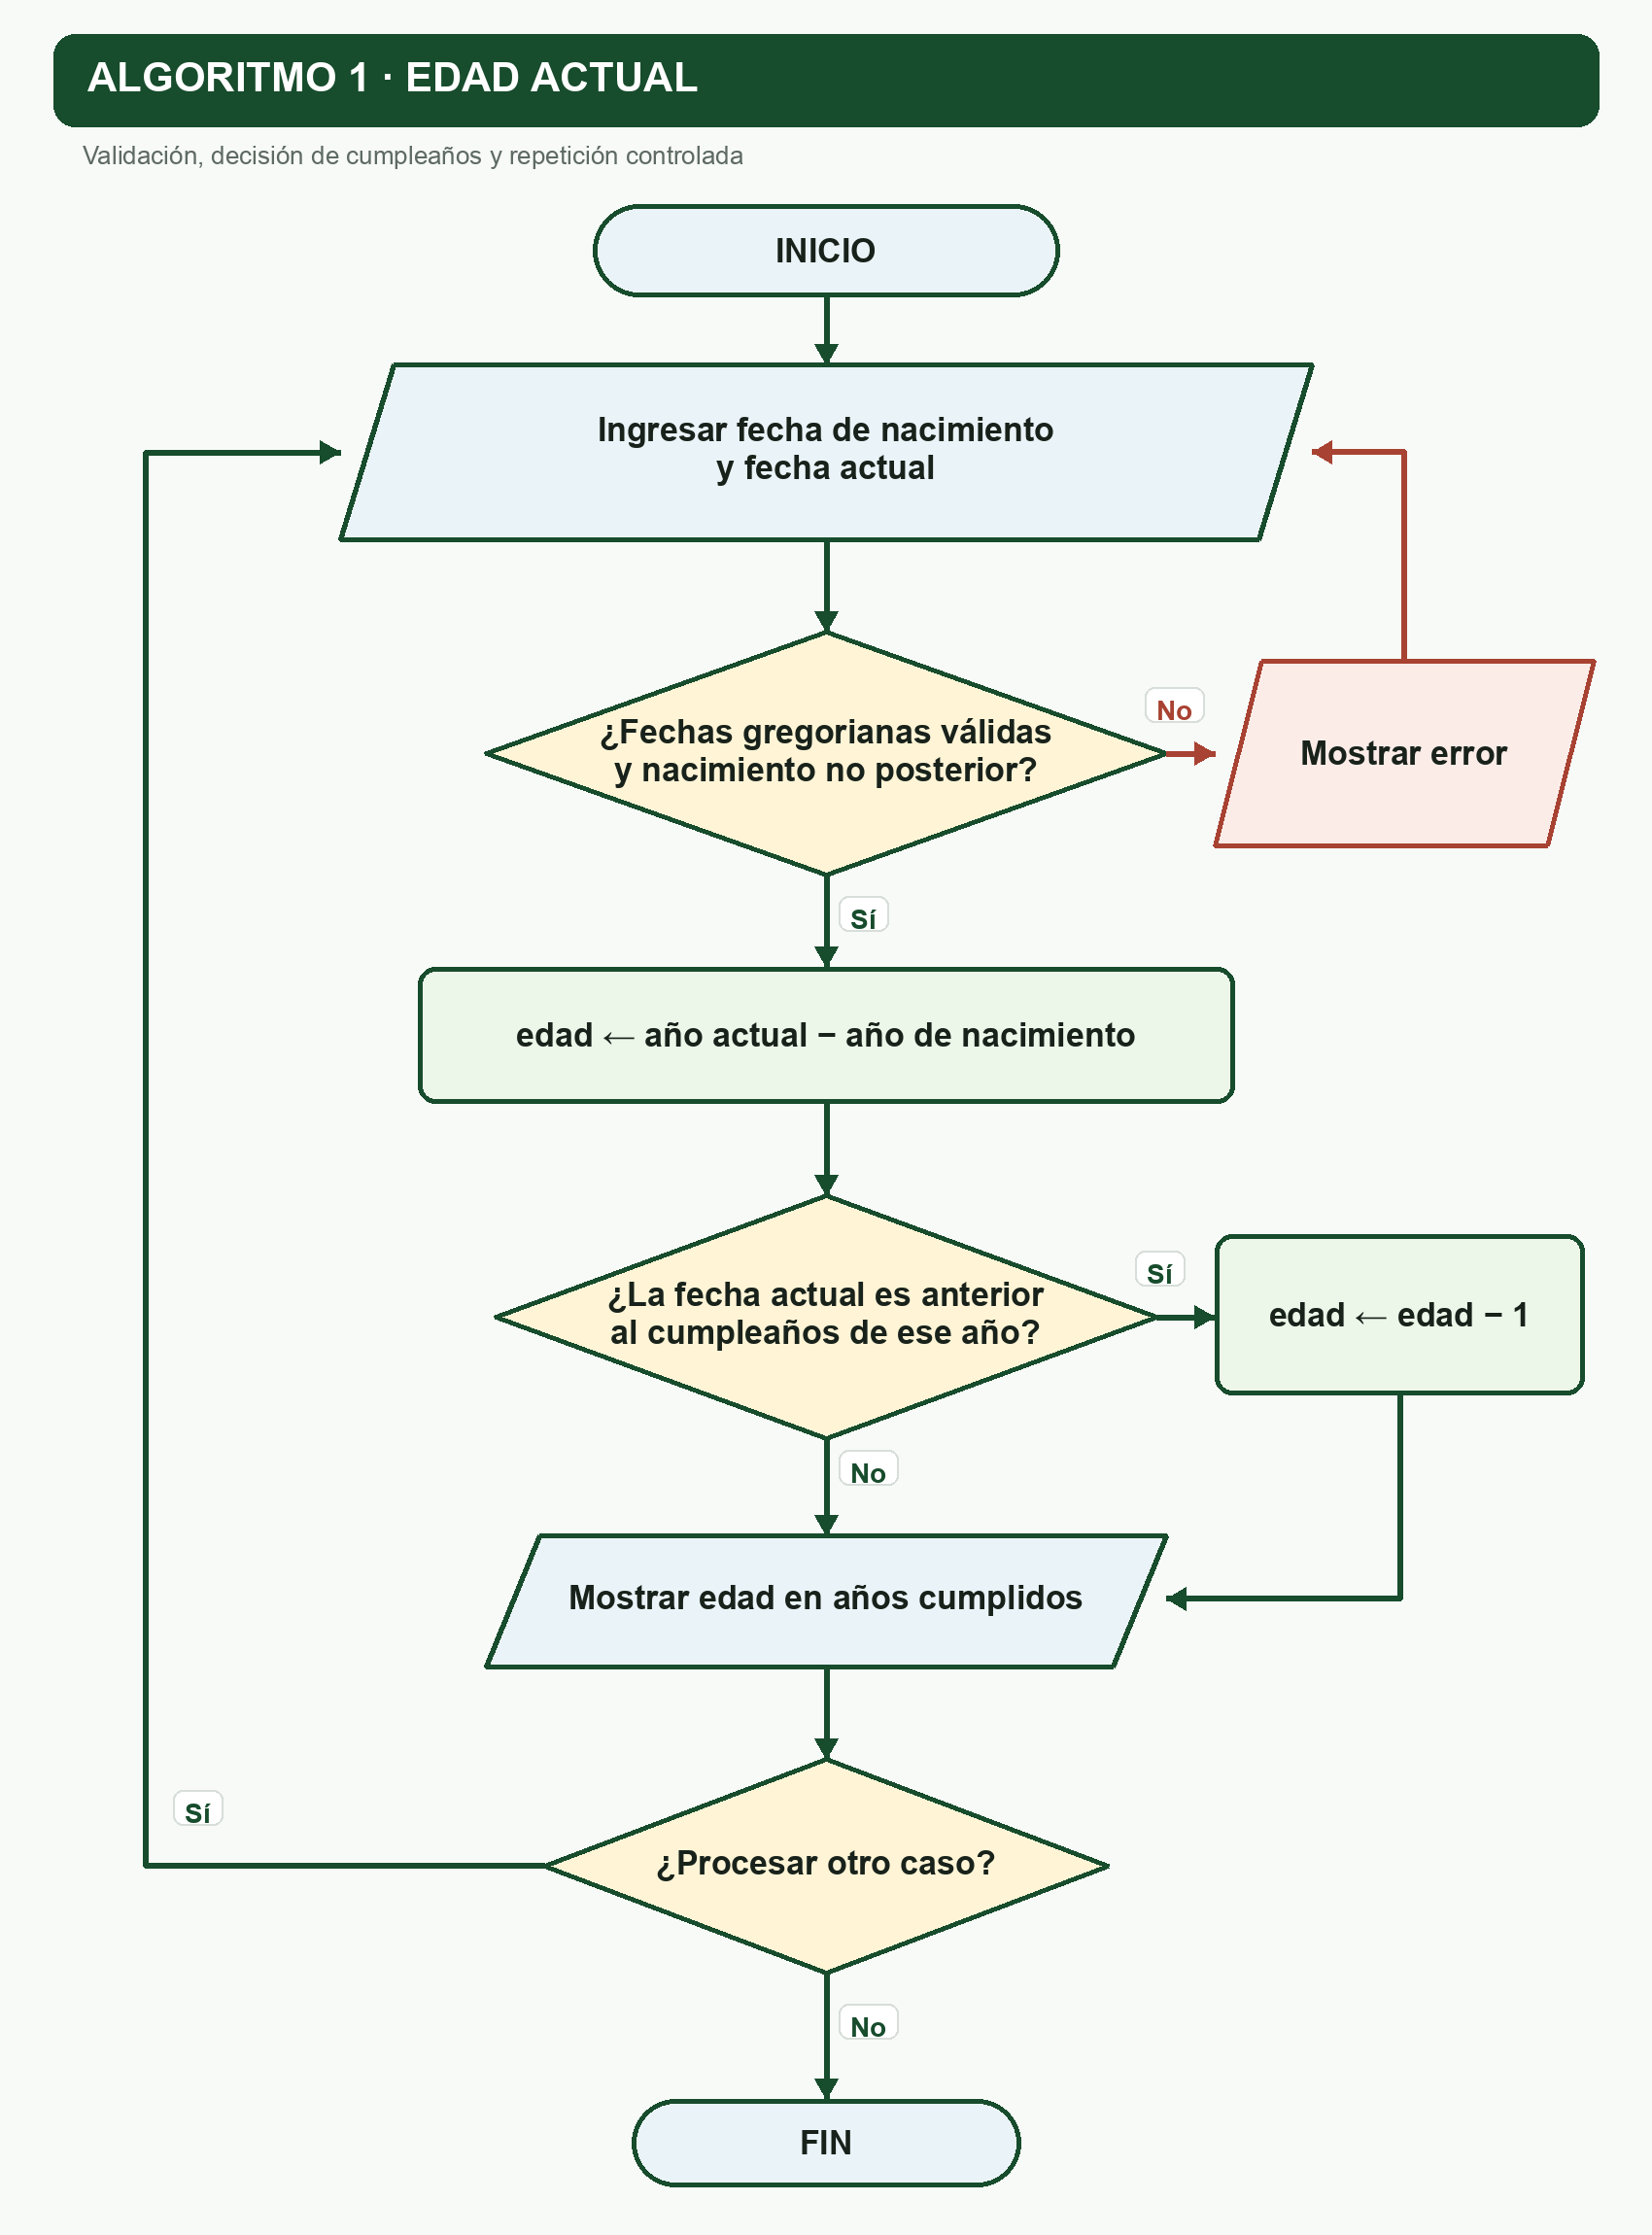 ALGORITMO 1 · EDAD ACTUAL
Validación, decisión de cumpleaños y repetición controlada
INICIO
Ingresar fecha de nacimiento
y fecha actual
¿Fechas gregorianas válidas
y nacimiento no posterior?
No
Mostrar error
Sí
edad ← año actual − año de nacimiento
¿La fecha actual es anterior
al cumpleaños de ese año?
Sí
edad ← edad − 1
No
Mostrar edad en años cumplidos
Sí
¿Procesar otro caso?
No
FIN